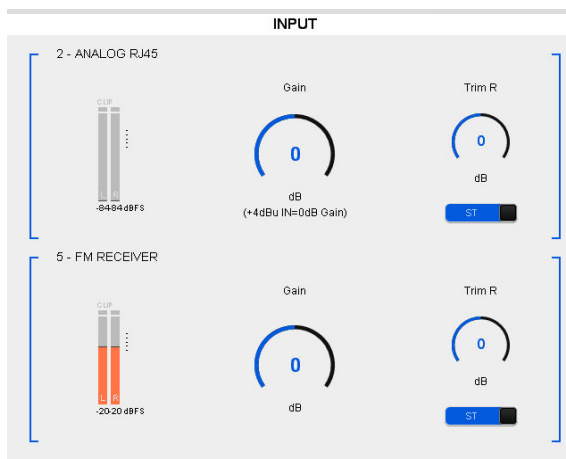 INPUT
2 - ANALOG RJ45
Gain
Trim R
CLIP
0
0
L R
dB
dB
-84-84 dBFS
(+4dBu IN=0dB Gain)
ST
5 - FM RECEIVER
Gain
Trim R
CLIP
0
0
dB
L R
dB
-20-20 dBFS
ST